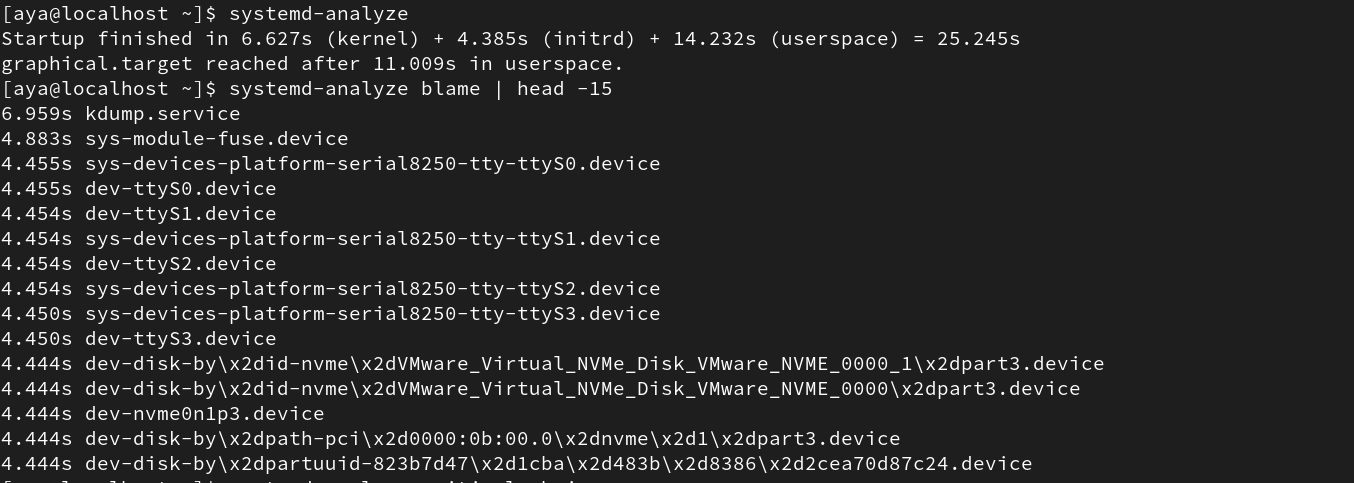 [aya@localhost ~]$ systemd-analyze
Startup finished in 6.627s (kernel) + 4.385s (initrd) + 14.232s (userspace) = 25.245s
graphical.target reached after 11.009s in userspace.
[aya@localhost ~]$ systemd-analyze blame | head -15
6.959s kdump.service
4.883s sys-module-fuse.device
4.455s sys-devices-platform-serial8250-tty-ttyS0.device
4.455s dev-ttyS0.device
4.454s dev-ttyS1.device
4.454s sys-devices-platform-serial8250-tty-ttyS1.device
4.454s dev-ttyS2.device
4.454s sys-devices-platform-serial8250-tty-ttyS2.device
4.450s sys-devices-platform-serial8250-tty-ttyS3.device
4.450s dev-ttyS3.device
4.444s dev-disk-by\x2did-nvme\x2dVMware_Virtual_NVMe_Disk_VMware_NVME_0000_1\x2dpart3.device
4.444s dev-disk-by\x2did-nvme\x2dVMware_Virtual_NVMe_Disk_VMware_NVME_0000\x2dpart3.device
4.444s dev-nvme0n1p3.device
4.444s dev-disk-by\x2dpath-pci\x2d0000:0b:00.0\x2dnvme\x2d1\x2dpart3.device
4.444s dev-disk-by\x2dpartuuid-823b7d47\x2d1cba\x2d483b\x2d8386\x2d2cea70d87c24.device